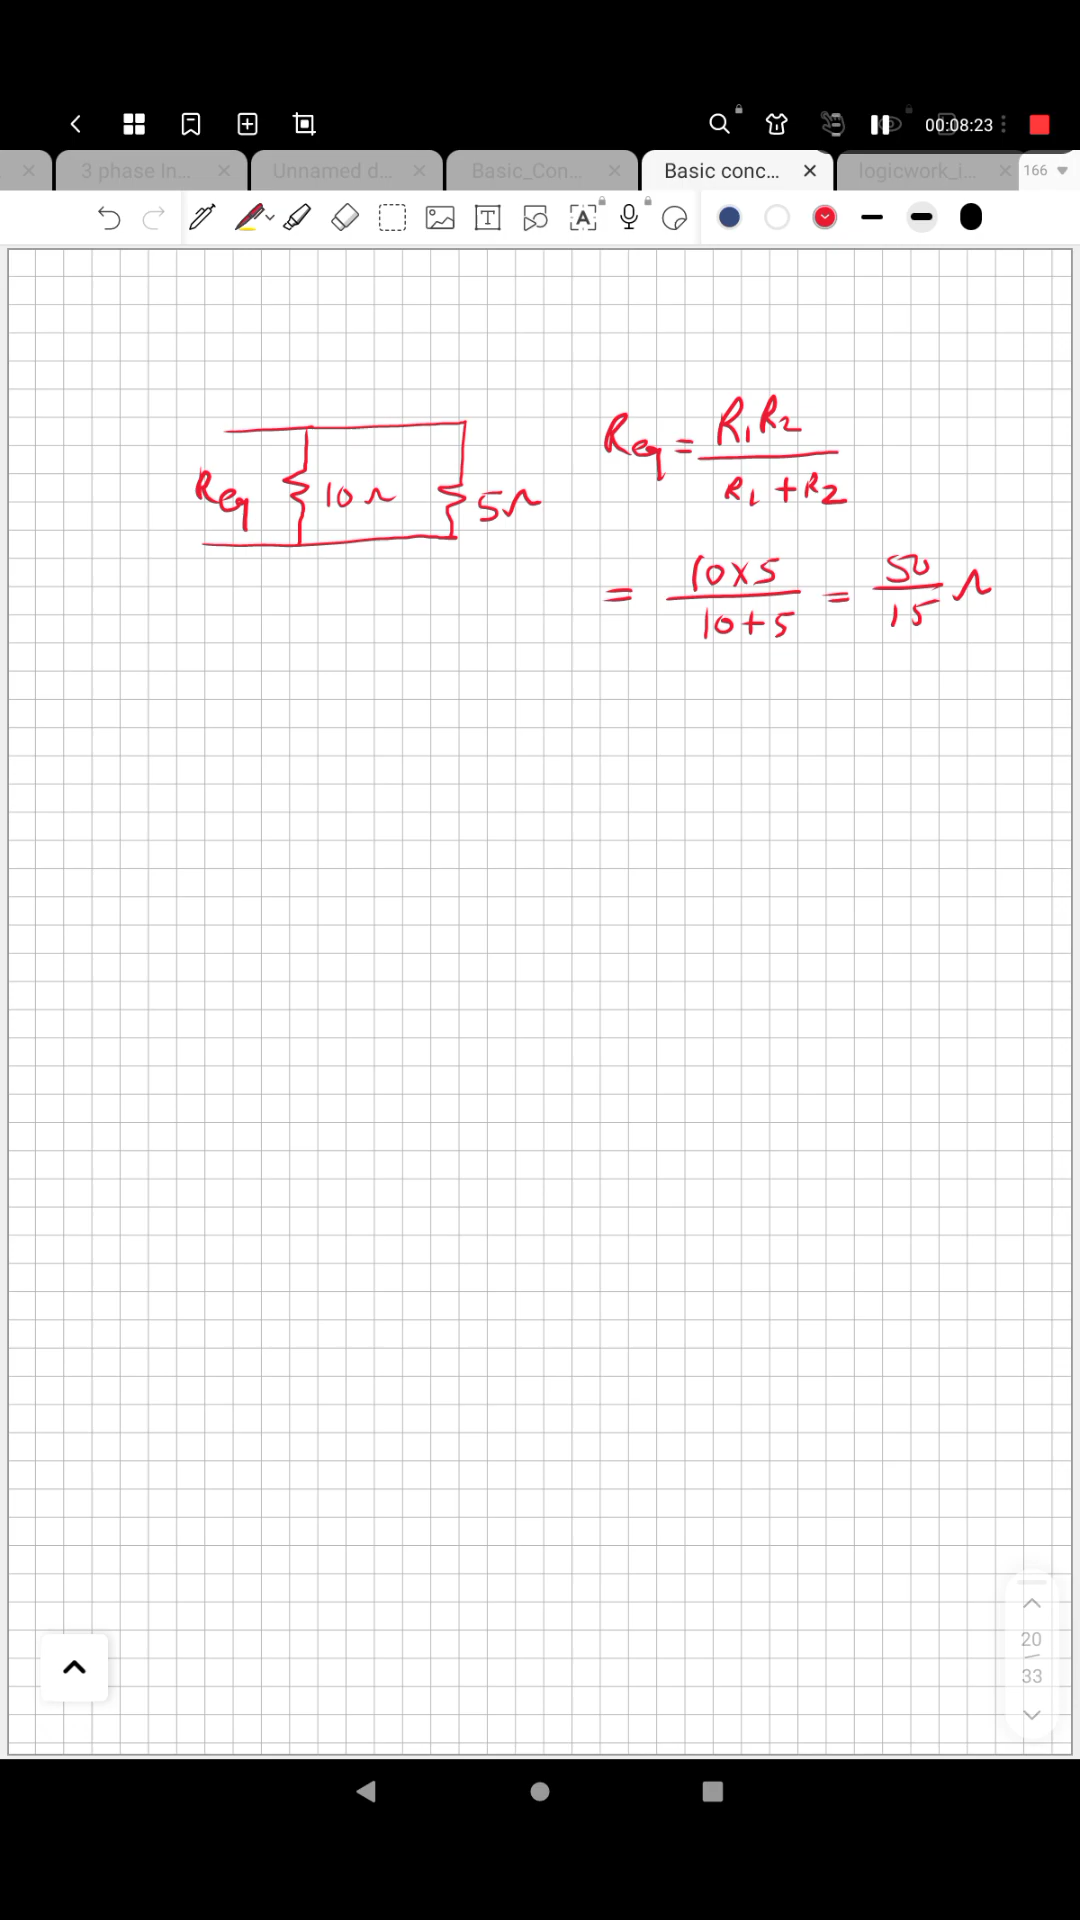 00:08:23
3 phase In...
Unnamed d...
Basic_Con...
Basic conc...
logicwork_i...
166
T
A
Req
10Ω
5Ω
Req = R₁R₂ / R₁ + R₂
= 10 × 5 / 10 + 5 = 50 / 15 Ω
20
33